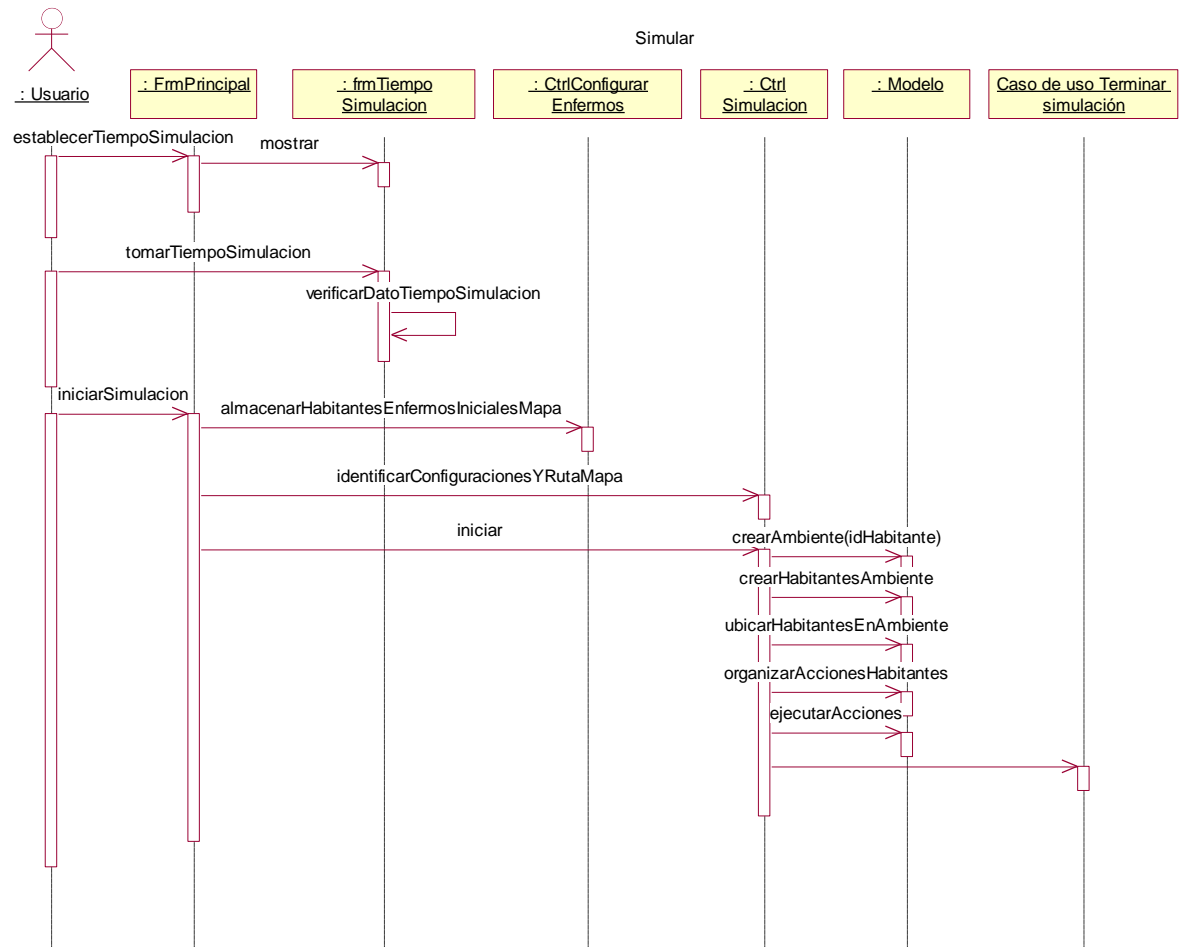 Simular
: Usuario
: FrmPrincipal
: frmTiempo
Simulacion
: CtrlConfigurar
Enfermos
: Ctrl
Simulacion
: Modelo
Caso de uso Terminar
simulación
establecerTiempoSimulacion
mostrar
tomarTiempoSimulacion
verificarDatoTiempoSimulacion
iniciarSimulacion
almacenarHabitantesEnfermosInicialesMapa
identificarConfiguracionesYRutaMapa
iniciar
crearAmbiente(idHabitante)
crearHabitantesAmbiente
ubicarHabitantesEnAmbiente
organizarAccionesHabitantes
ejecutarAcciones